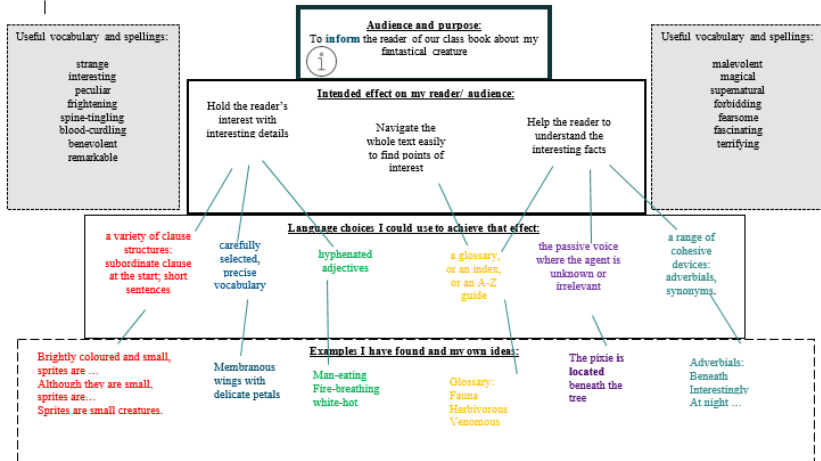 Audience and purpose:
To inform the reader of our class book about my
fantastical creature
Useful vocabulary and spellings:
strange
interesting
peculiar
frightening
spine-tingling
blood-curdling
benevolent
remarkable
Useful vocabulary and spellings:
malevolent
magical
supernatural
forbidding
fearsome
fascinating
terrifying
Intended effect on my reader/ audience:
Hold the reader's
interest with
interesting details
Navigate the
whole text easily
to find points of
interest
Help the reader to
understand the
interesting facts
Language choices I could use to achieve that effect:
a variety of clause
structures:
subordinate clause
at the start; short
sentences
carefully
selected,
precise
vocabulary
hyphenated
adjectives
a glossary,
or an index,
or an A-Z
guide
the passive voice
where the agent is
unknown or
irrelevant
a range of
cohesive
devices:
adverbials,
synonyms.
Examples I have found and my own ideas:
Brightly coloured and small,
sprites are …
Although they are small,
sprites are…
Sprites are small creatures.
Membranous
wings with
delicate petals
Man-eating
Fire-breathing
white-hot
Glossary:
Fauna
Herbivorous
Venomous
The pixie is
located
beneath the
tree
Adverbials:
Beneath
Interestingly
At night …